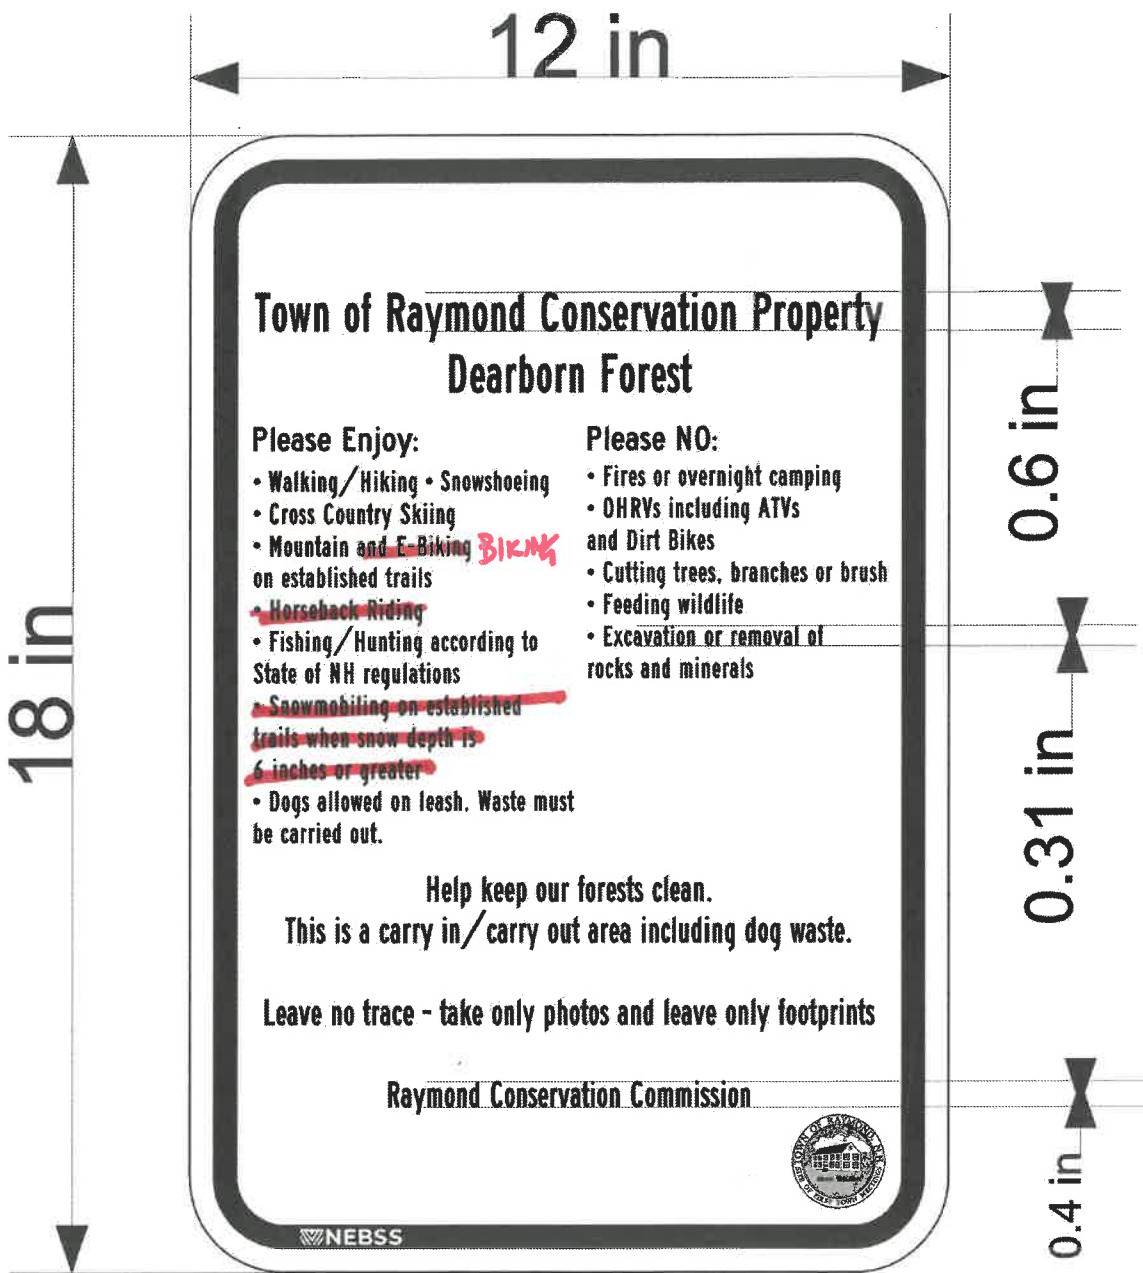 12 in
18 in
Town of Raymond Conservation Property
Dearborn Forest
Please Enjoy:
• Walking/Hiking • Snowshoeing
• Cross Country Skiing
• Mountain and E-Biking BIKING
on established trails
• Horseback Riding
• Fishing/Hunting according to
State of NH regulations
• Snowmobiling on established
trails when snow depth is
6 inches or greater
• Dogs allowed on leash. Waste must
be carried out.
Please NO:
• Fires or overnight camping
• OHRVs including ATVs
and Dirt Bikes
• Cutting trees, branches or brush
• Feeding wildlife
• Excavation or removal of
rocks and minerals
Help keep our forests clean.
This is a carry in/carry out area including dog waste.
Leave no trace - take only photos and leave only footprints
Raymond Conservation Commission
TOWN OF RAYMOND, N.H.
NEBSS
0.6 in
0.31 in
0.4 in